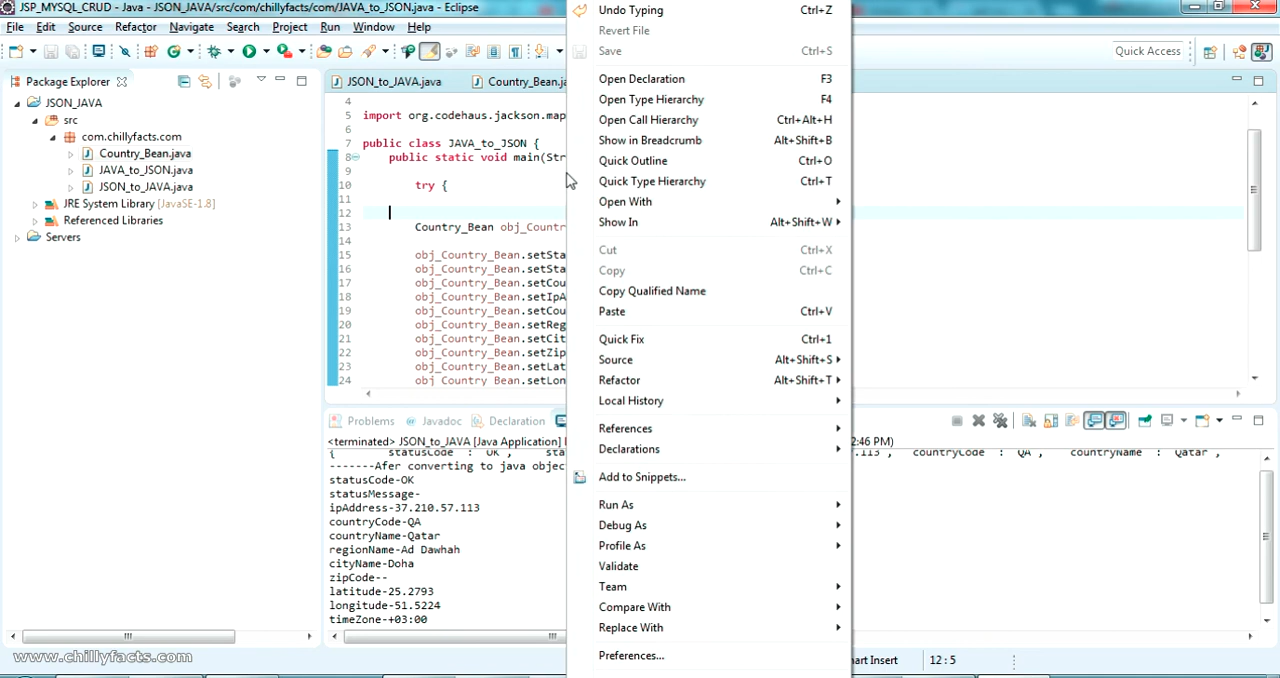 JSP_MYSQL_CRUD - Java - JSON_JAVA/src/com/chillyfacts/com/JAVA_to_JSON.java - Eclipse
File Edit Source Refactor Navigate Search Project Run Window Help
Quick Access
Package Explorer
JSON_JAVA
src
com.chillyfacts.com
Country_Bean.java
JAVA_to_JSON.java
JSON_to_JAVA.java
JRE System Library [JavaSE-1.8]
Referenced Libraries
Servers
JSON_to_JAVA.java Country_Bean.ja
4
5 import org.codehaus.jackson.map
6
7 public class JAVA_to_JSON {
8 public static void main(Str
9
10 try {
11
12
13 Country_Bean obj_Countr
14
15 obj_Country_Bean.setSta
16 obj_Country_Bean.setSta
17 obj_Country_Bean.setCou
18 obj_Country_Bean.setIpA
19 obj_Country_Bean.setCou
20 obj_Country_Bean.setReg
21 obj_Country_Bean.setCit
22 obj_Country_Bean.setZip
23 obj_Country_Bean.setLat
24 obj_Country_Bean.setLon
Undo Typing Ctrl+Z
Revert File
Save Ctrl+S
Open Declaration F3
Open Type Hierarchy F4
Open Call Hierarchy Ctrl+Alt+H
Show in Breadcrumb Alt+Shift+B
Quick Outline Ctrl+O
Quick Type Hierarchy Ctrl+T
Open With
Show In Alt+Shift+W
Cut Ctrl+X
Copy Ctrl+C
Copy Qualified Name
Paste Ctrl+V
Quick Fix Ctrl+1
Source Alt+Shift+S
Refactor Alt+Shift+T
Local History
References
Declarations
Add to Snippets...
Run As
Debug As
Profile As
Validate
Team
Compare With
Replace With
Preferences...
Problems Javadoc Declaration
<terminated> JSON_to_JAVA [Java Application] 2:46 PM)
{ statusCode : OK , sta .113 , countryCode : QA , countryName : Qatar ,
-------Afer converting to java objec
statusCode-OK
statusMessage-
ipAddress-37.210.57.113
countryCode-QA
countryName-Qatar
regionName-Ad Dawhah
cityName-Doha
zipCode--
latitude-25.2793
longitude-51.5224
timeZone-+03:00
www.chillyfacts.com
art Insert 12 : 5